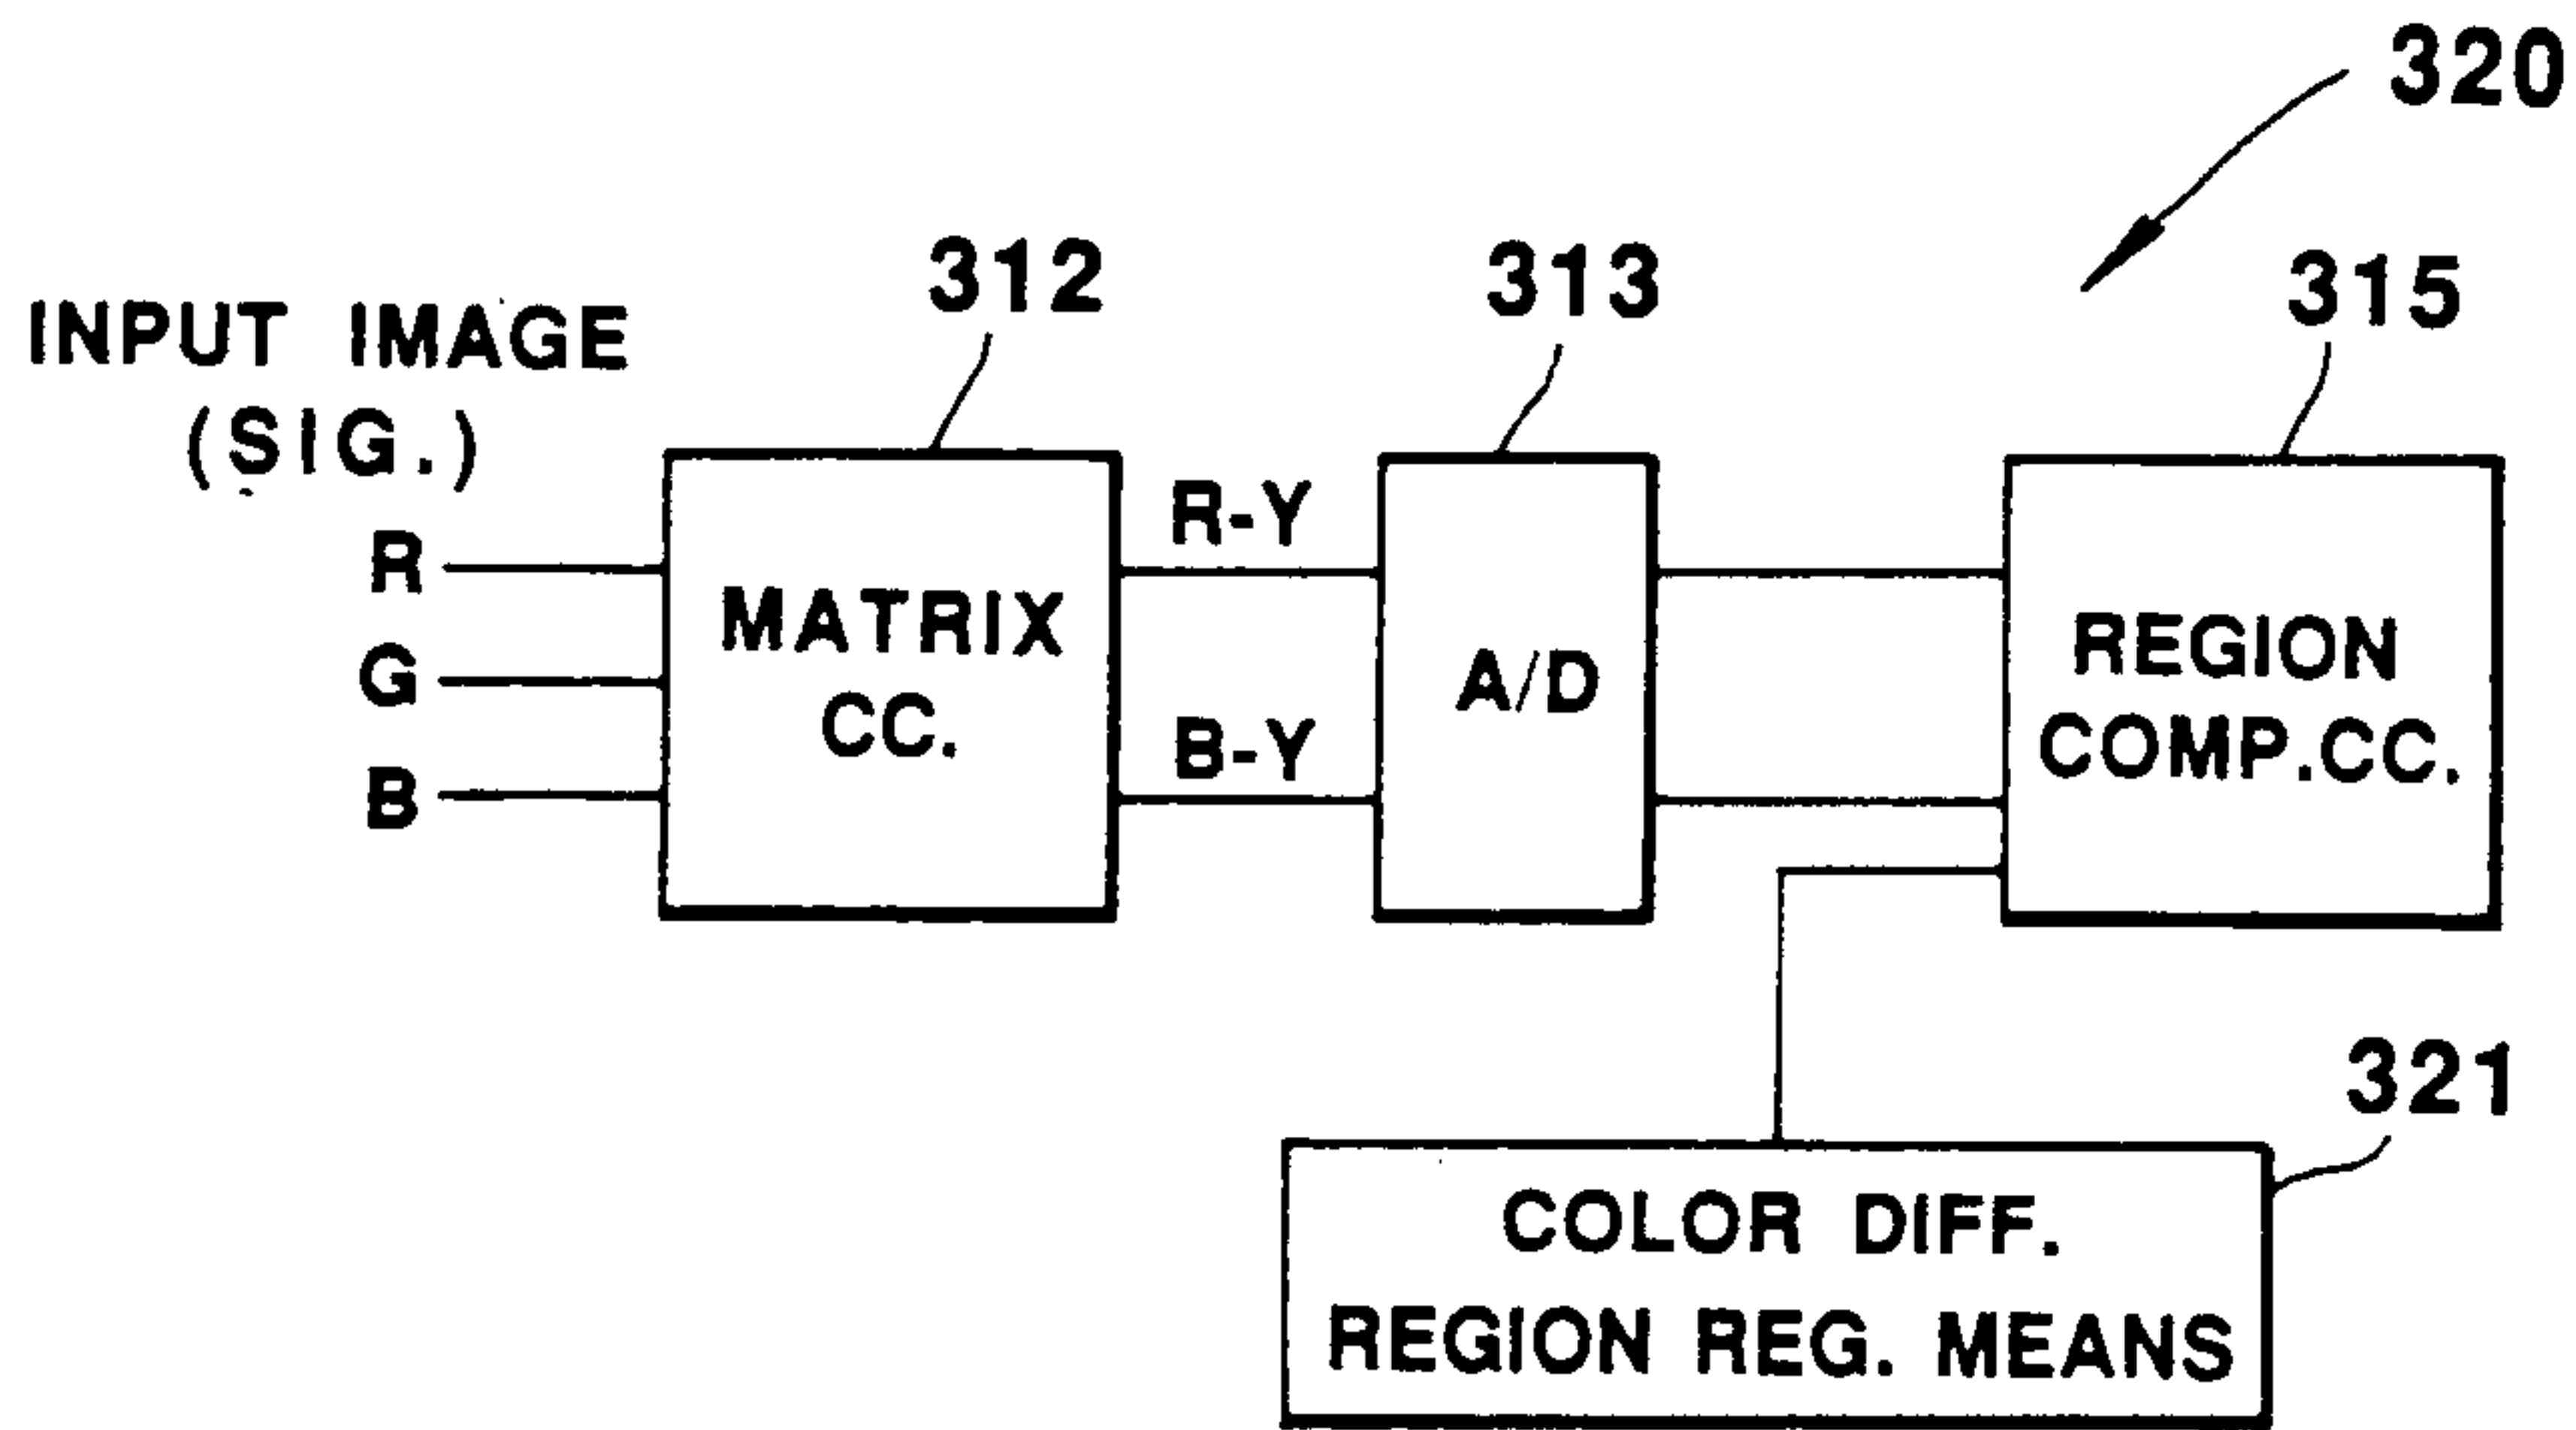 320
312
313
315
INPUT IMAGE
(SIG.)
R
G
B
MATRIX
CC.
R-Y
B-Y
A/D
REGION
COMP.CC.
321
COLOR DIFF.
REGION REG. MEANS